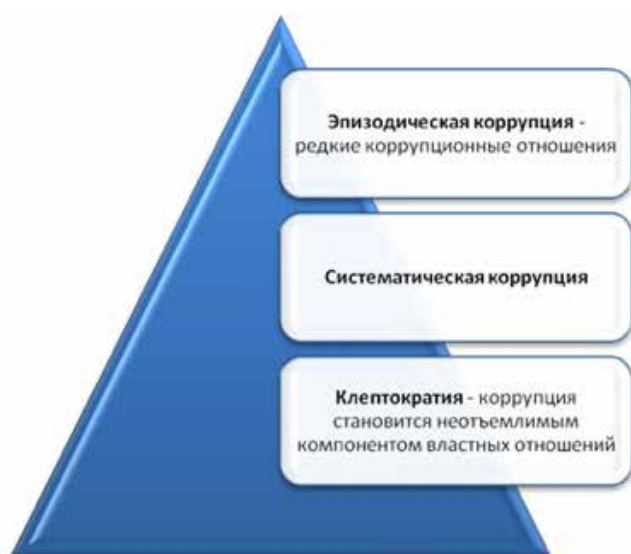 Эпизодическая коррупция -
редкие коррупционные отношения
Систематическая коррупция
Клептократия - коррупция
становится неотъемлимым
компонентом властных отношений